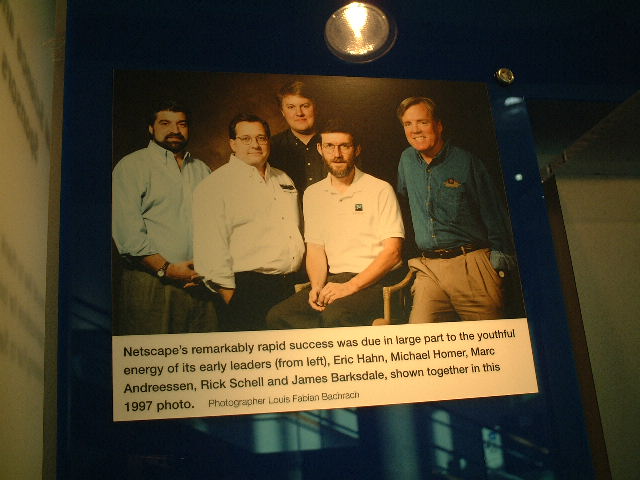 Netscape's remarkably rapid success was due in large part to the youthful
energy of its early leaders (from left), Eric Hahn, Michael Homer, Marc
Andreessen, Rick Schell and James Barksdale, shown together in this
1997 photo. Photographer Louis Fabian Bachrach